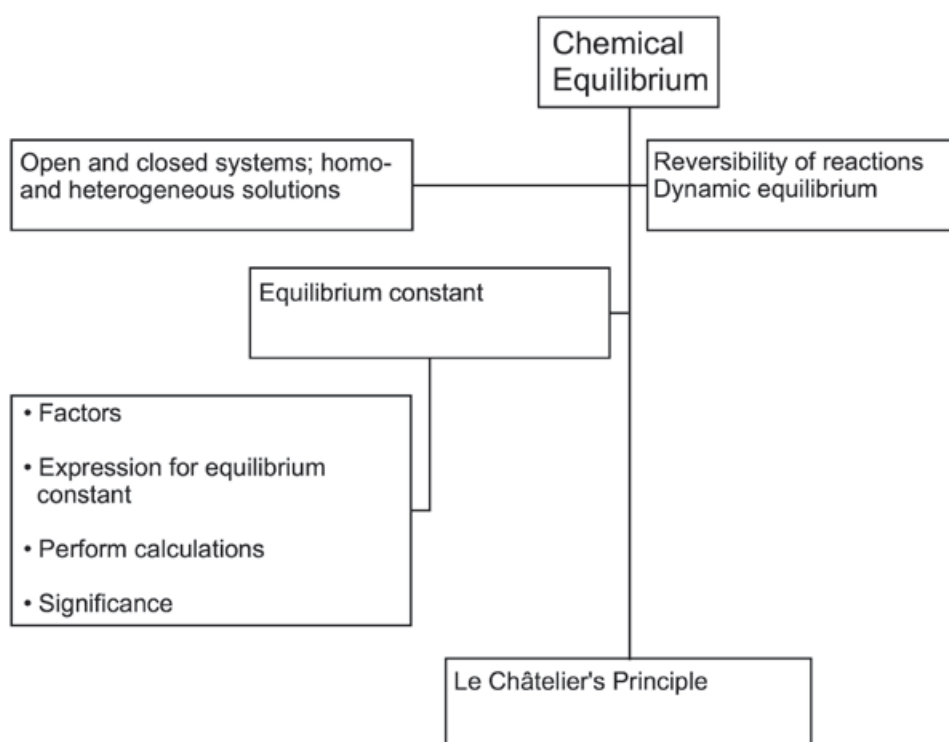 Chemical
Equilibrium
Open and closed systems; homo-
and heterogeneous solutions
Reversibility of reactions
Dynamic equilibrium
Equilibrium constant
• Factors
• Expression for equilibrium
constant
• Perform calculations
• Significance
Le Châtelier's Principle